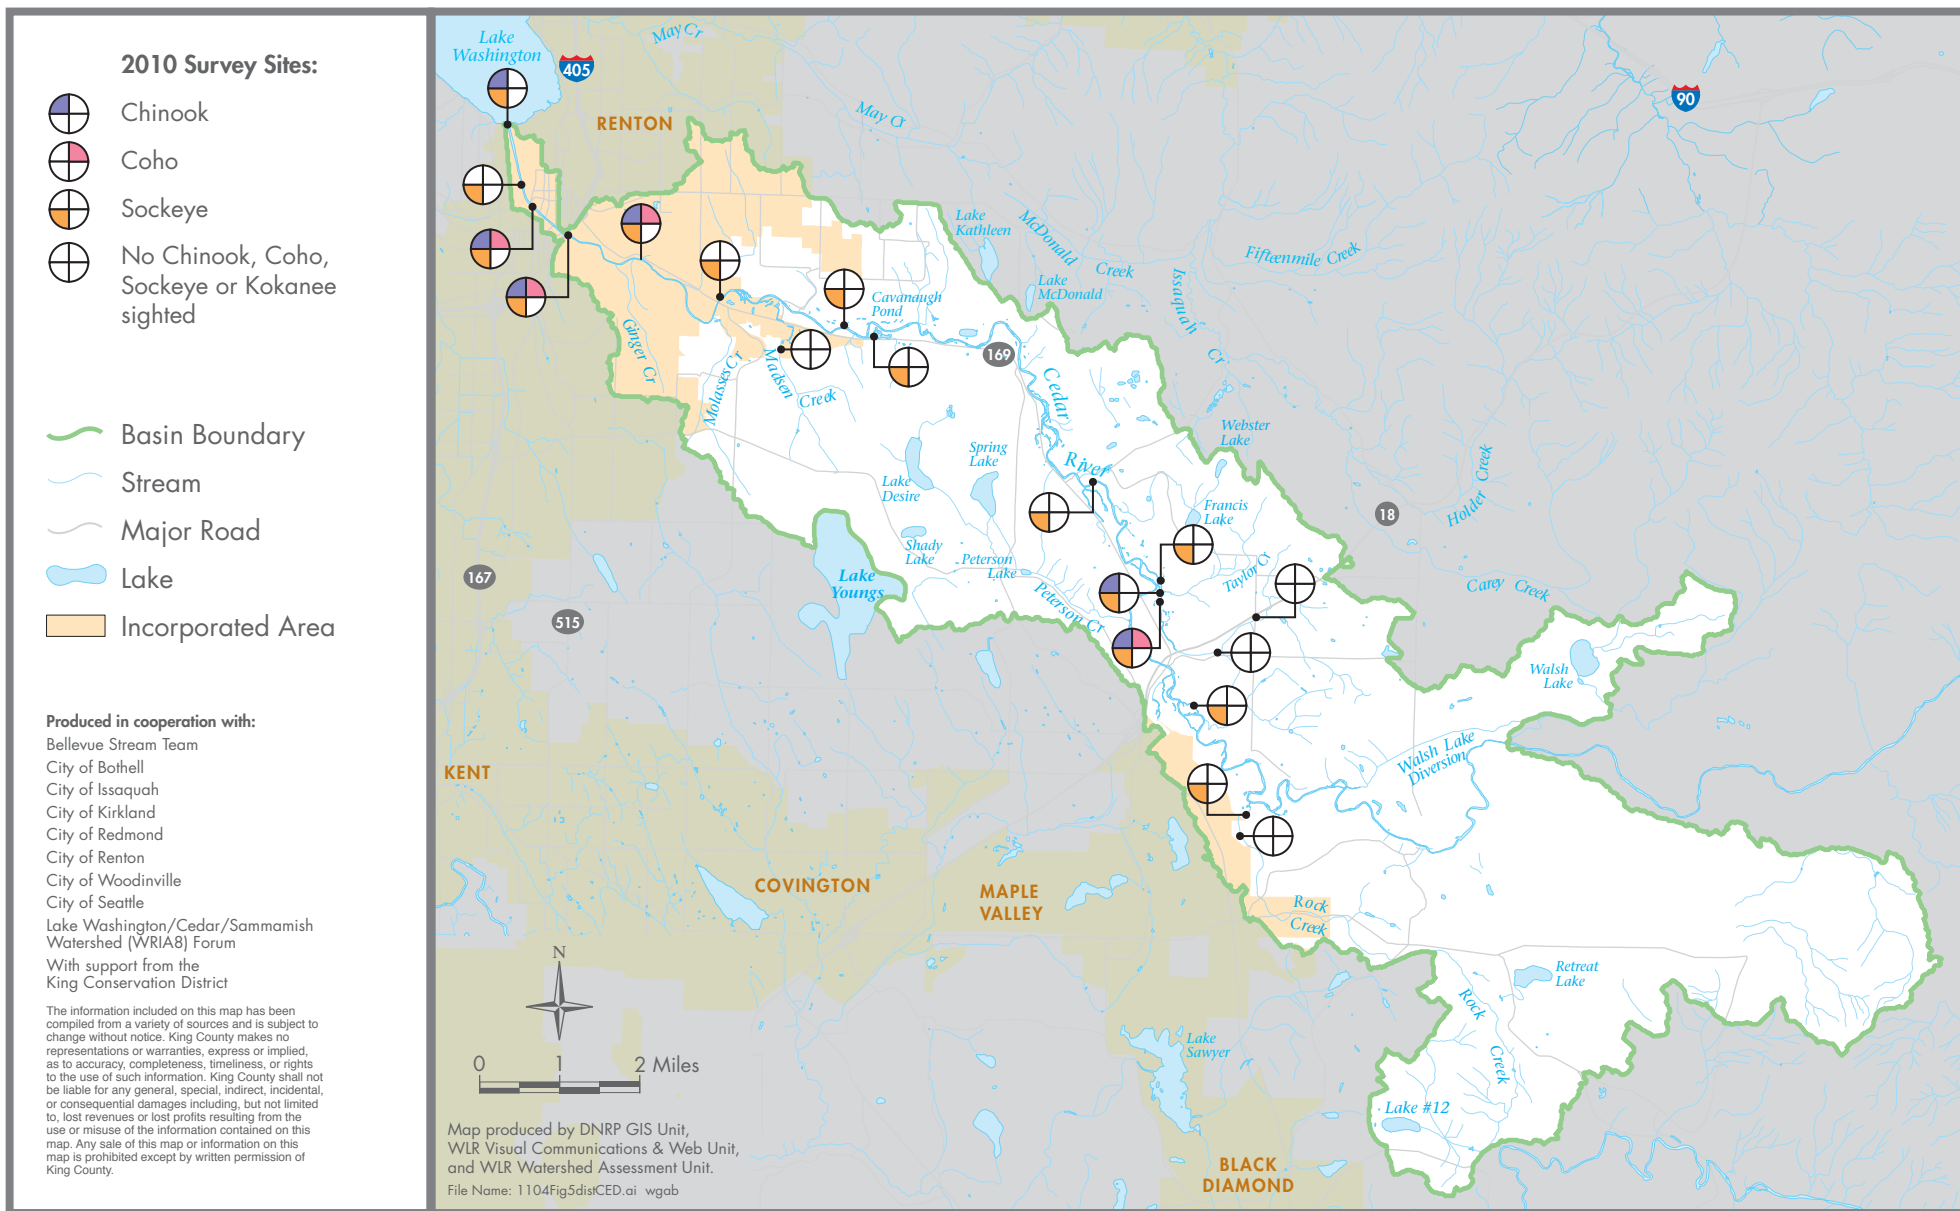 2010 Survey Sites:
Chinook
Coho
Sockeye
No Chinook, Coho,
Sockeye or Kokanee
sighted
Basin Boundary
Stream
Major Road
Lake
Incorporated Area
Produced in cooperation with:
Bellevue Stream Team
City of Bothell
City of Issaquah
City of Kirkland
City of Redmond
City of Renton
City of Woodinville
City of Seattle
Lake Washington/Cedar/Sammamish
Watershed (WRIA8) Forum
With support from the
King Conservation District
The information included on this map has been
compiled from a variety of sources and is subject to
change without notice. King County makes no
representations or warranties, express or implied,
as to accuracy, completeness, timeliness, or rights
to the use of such information. King County shall not
be liable for any general, special, indirect, incidental,
or consequential damages including, but not limited
to, lost revenues or lost profits resulting from the
use or misuse of the information contained on this
map. Any sale of this map or information on this
map is prohibited except by written permission of
King County.
Lake
Washington
405
May Cr
RENTON
May Cr
90
Lake
Kathleen
McDonald
Creek
Lake
McDonald
Issaquah
Cr
Fifteenmile Creek
Cavanaugh
Pond
169
Ginger Cr
Molasses Cr
Madsen
Creek
Cedar
River
Webster
Lake
Spring
Lake
Lake
Desire
Francis
Lake
18
Holder Creek
Shady
Lake
Peterson
Lake
Taylor Cr
Carey Creek
167
515
Lake
Youngs
Peterson Cr
Walsh
Lake
Walsh Lake
Diversion
KENT
COVINGTON
MAPLE
VALLEY
Rock
Creek
Retreat
Lake
Rock
Creek
Lake
Sawyer
Lake #12
BLACK
DIAMOND
N
0 1 2 Miles
Map produced by DNRP GIS Unit,
WLR Visual Communications & Web Unit,
and WLR Watershed Assessment Unit.
File Name: 1104Fig5distCED.ai wgab